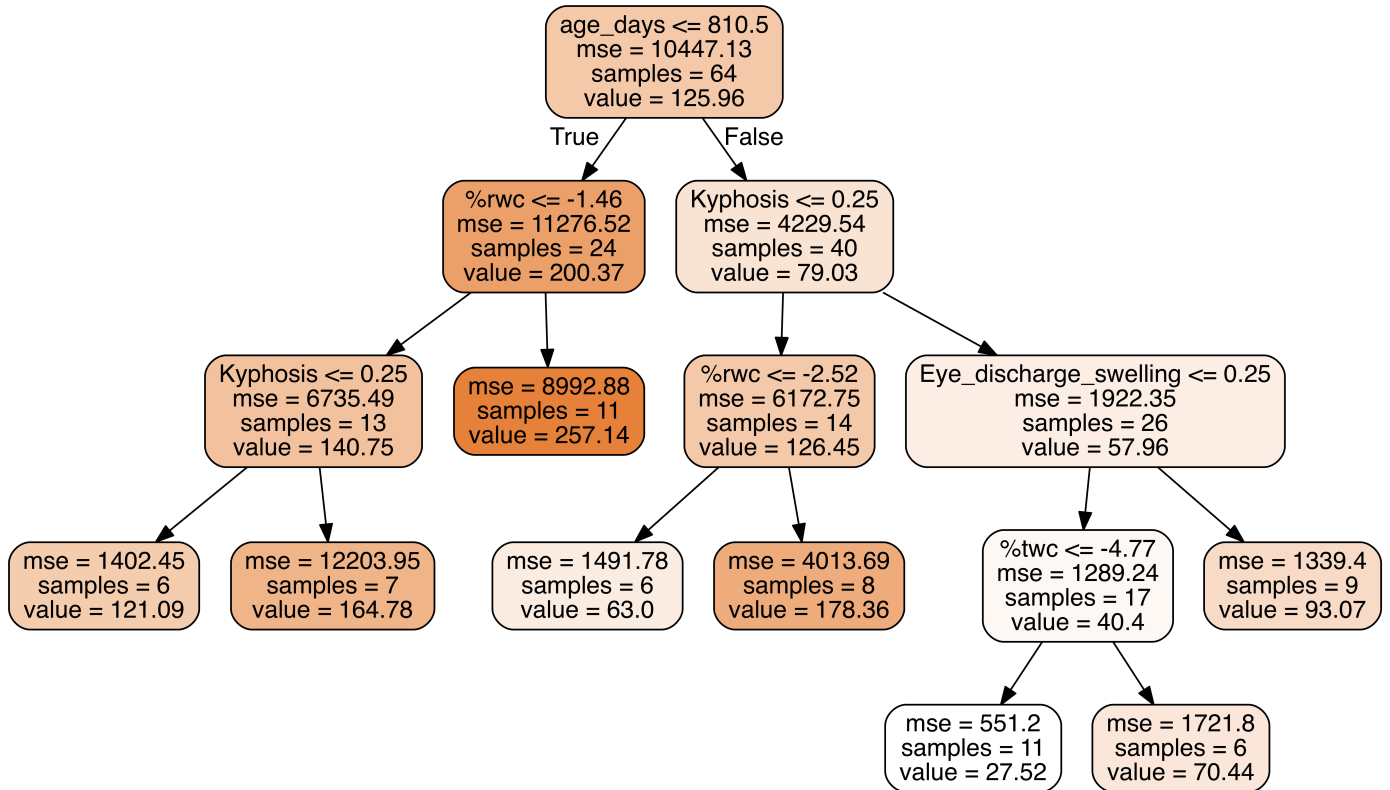 age_days <= 810.5
mse = 10447.13
samples = 64
value = 125.96
True
False
%rwc <= -1.46
mse = 11276.52
samples = 24
value = 200.37
Kyphosis <= 0.25
mse = 4229.54
samples = 40
value = 79.03
Kyphosis <= 0.25
mse = 6735.49
samples = 13
value = 140.75
mse = 8992.88
samples = 11
value = 257.14
%rwc <= -2.52
mse = 6172.75
samples = 14
value = 126.45
Eye_discharge_swelling <= 0.25
mse = 1922.35
samples = 26
value = 57.96
mse = 1402.45
samples = 6
value = 121.09
mse = 12203.95
samples = 7
value = 164.78
mse = 1491.78
samples = 6
value = 63.0
mse = 4013.69
samples = 8
value = 178.36
%twc <= -4.77
mse = 1289.24
samples = 17
value = 40.4
mse = 1339.4
samples = 9
value = 93.07
mse = 551.2
samples = 11
value = 27.52
mse = 1721.8
samples = 6
value = 70.44